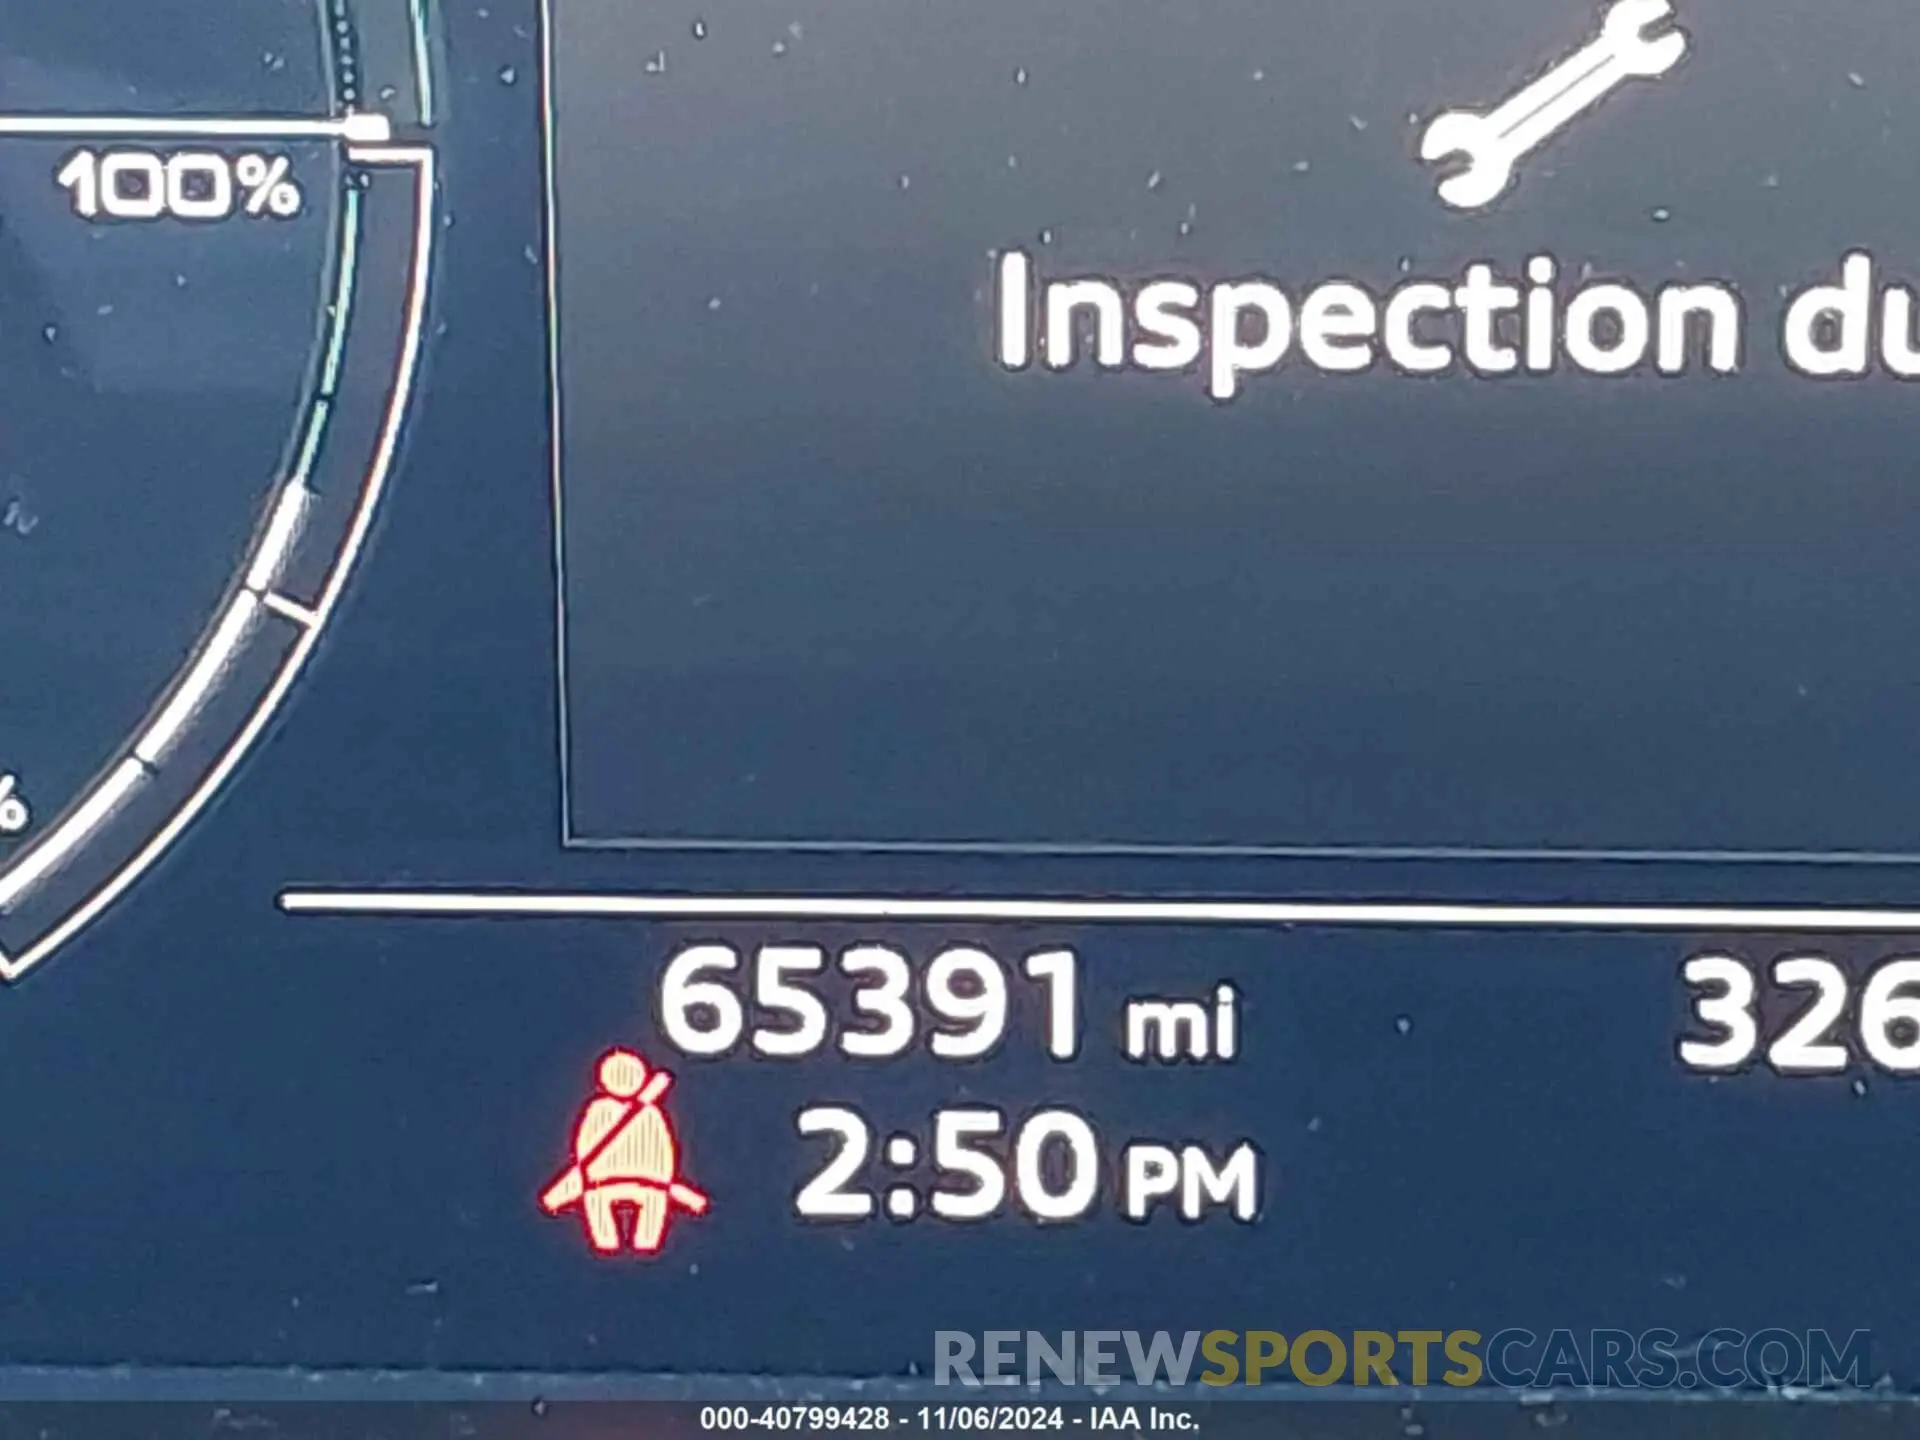 100%
Inspection du
%
65391 mi
326
2:50 PM
RENEWSPORTSCARS.COM
000-40799428 - 11/06/2024 - IAA Inc.